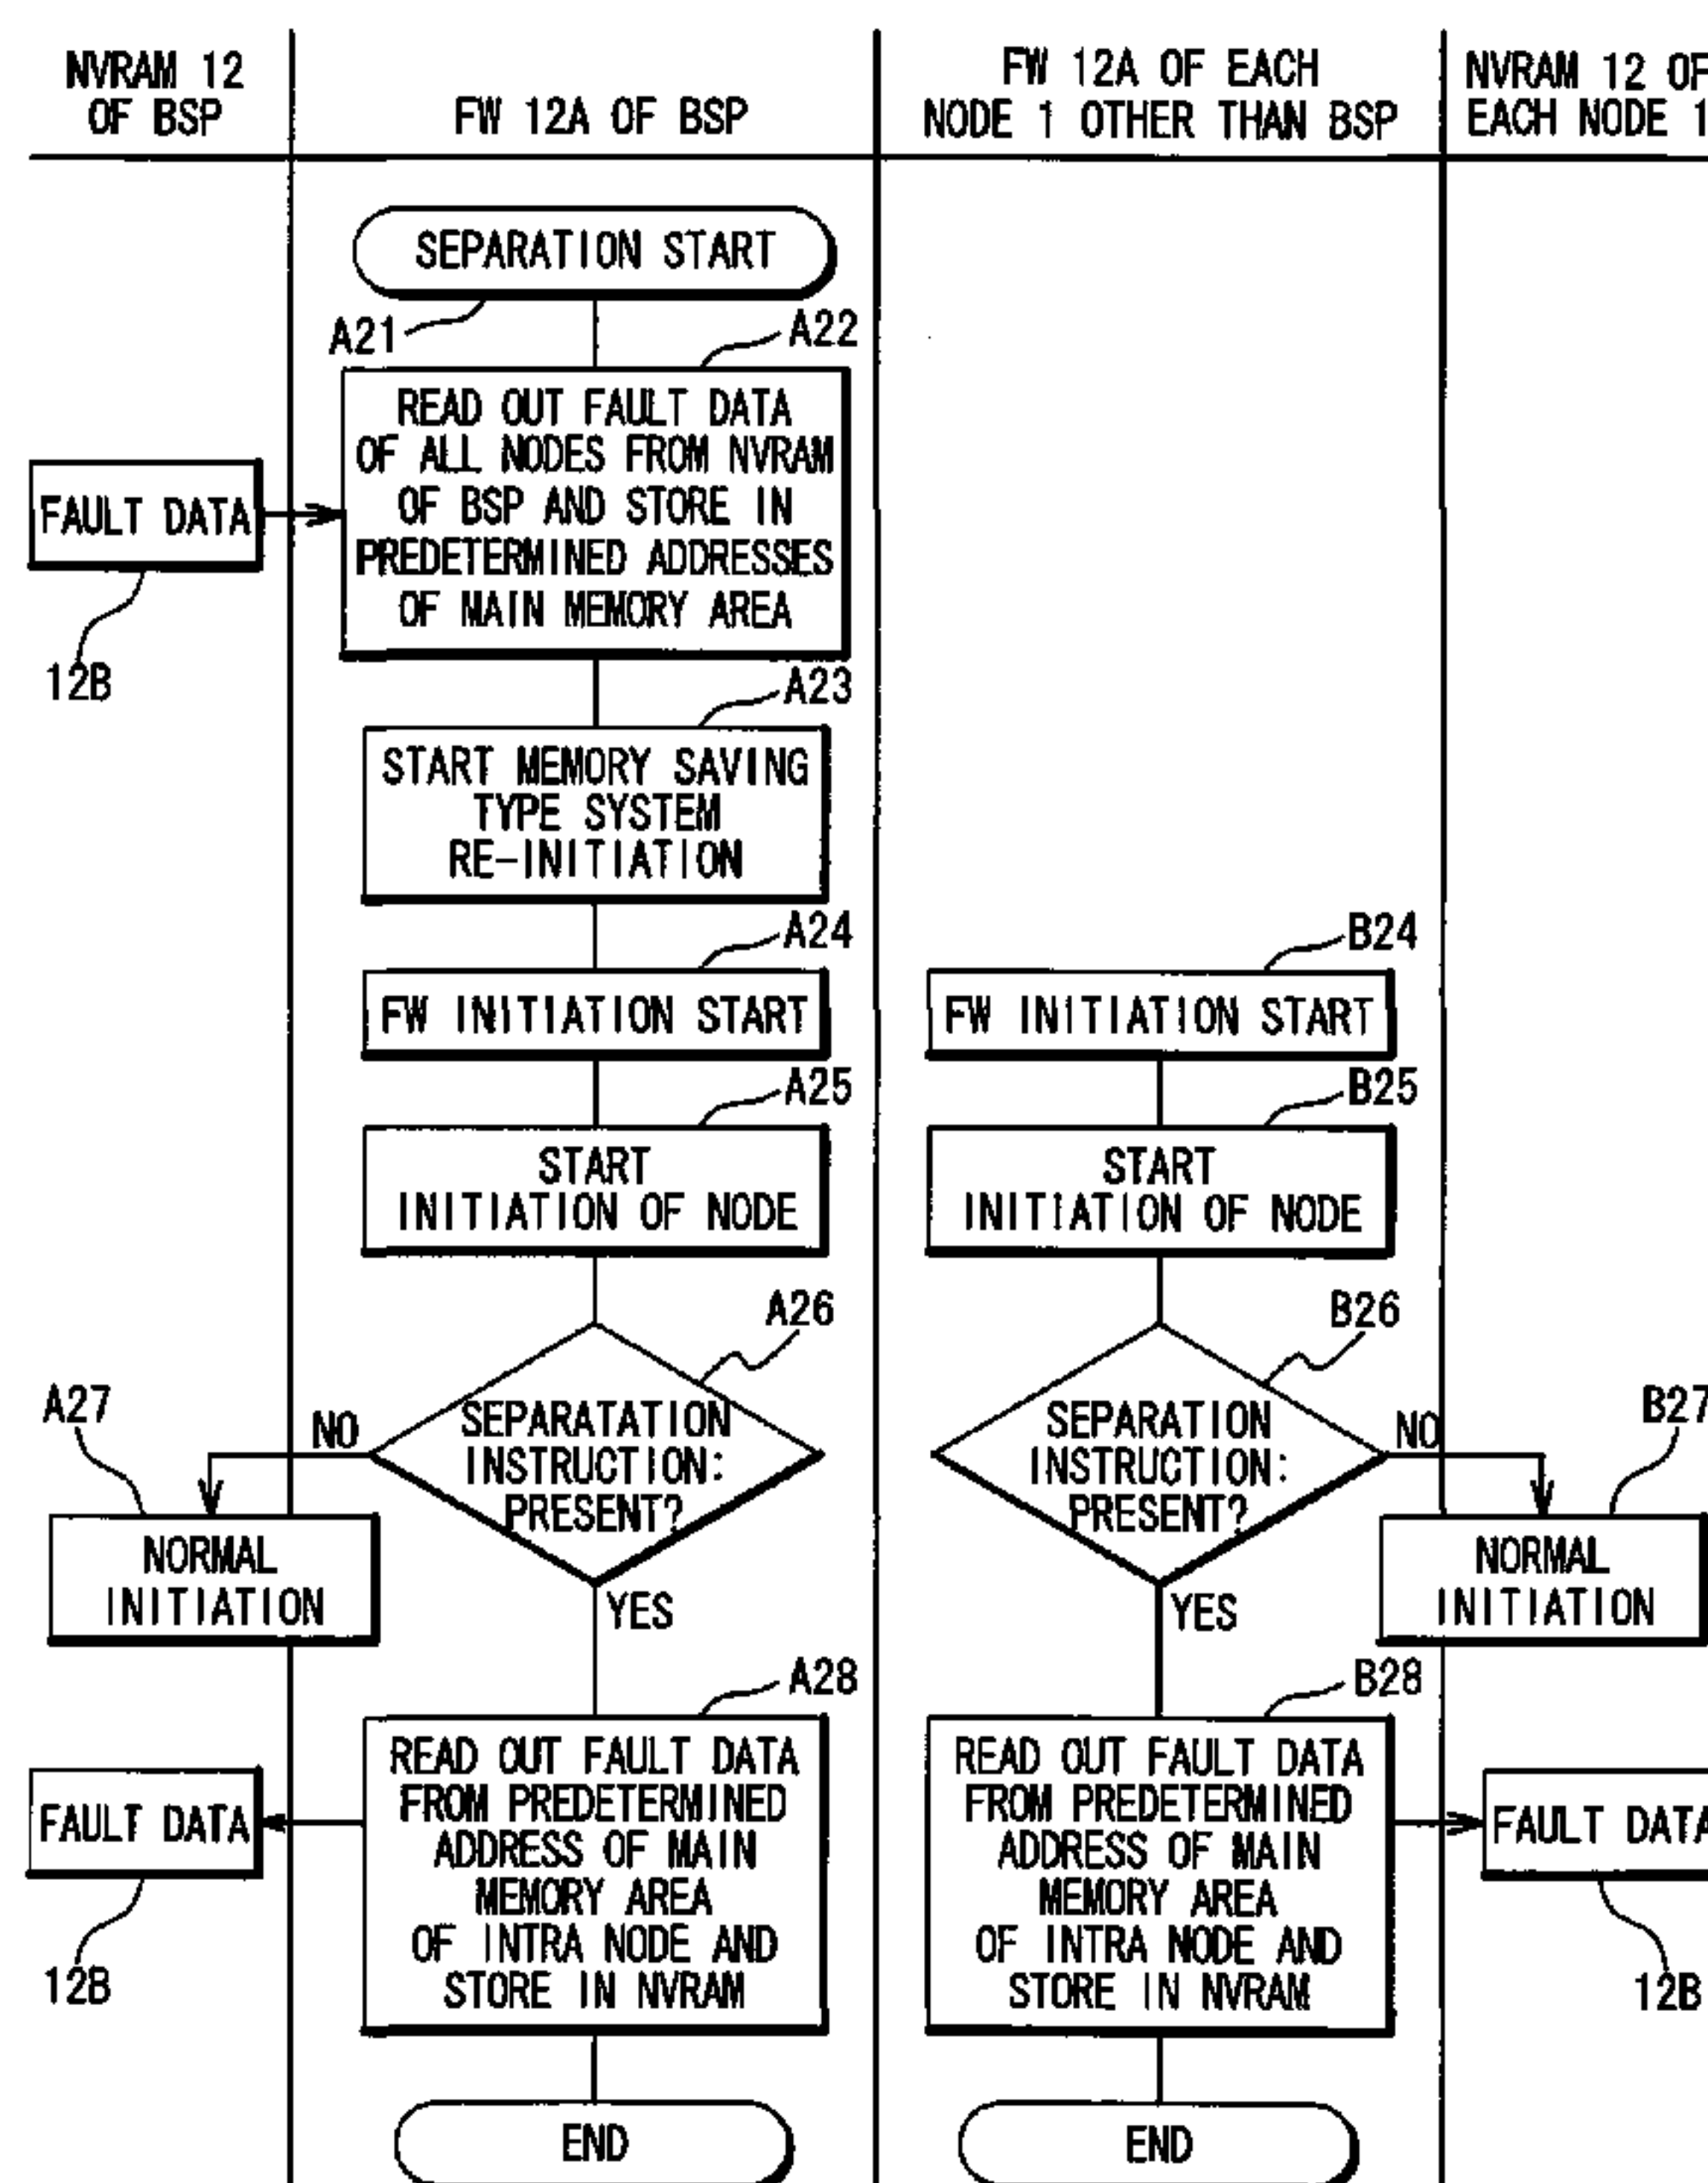 NVRAM 12
OF BSP
FW 12A OF BSP
FW 12A OF EACH
NODE 1 OTHER THAN BSP
NVRAM 12 OF
EACH NODE 1
SEPARATION START
A21
A22
READ OUT FAULT DATA
OF ALL NODES FROM NVRAM
OF BSP AND STORE IN
PREDETERMINED ADDRESSES
OF MAIN MEMORY AREA
FAULT DATA
12B
A23
START MEMORY SAVING
TYPE SYSTEM
RE-INITIATION
A24
FW INITIATION START
B24
FW INITIATION START
A25
START
INITIATION OF NODE
B25
START
INITIATION OF NODE
A26
SEPARATATION
INSTRUCTION:
PRESENT?
NO
YES
A27
NORMAL
INITIATION
B26
SEPARATION
INSTRUCTION:
PRESENT?
NO
YES
B27
NORMAL
INITIATION
A28
READ OUT FAULT DATA
FROM PREDETERMINED
ADDRESS OF MAIN
MEMORY AREA
OF INTRA NODE AND
STORE IN NVRAM
FAULT DATA
12B
B28
READ OUT FAULT DATA
FROM PREDETERMINED
ADDRESS OF MAIN
MEMORY AREA
OF INTRA NODE AND
STORE IN NVRAM
FAULT DATA
12B
END
END